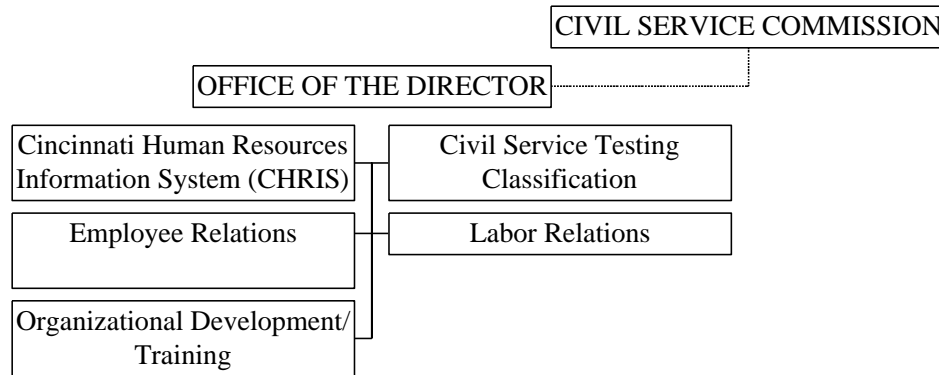 CIVIL SERVICE COMMISSION
OFFICE OF THE DIRECTOR
Cincinnati Human Resources
Information System (CHRIS)
Civil Service Testing
Classification
Employee Relations
Labor Relations
Organizational Development/
Training